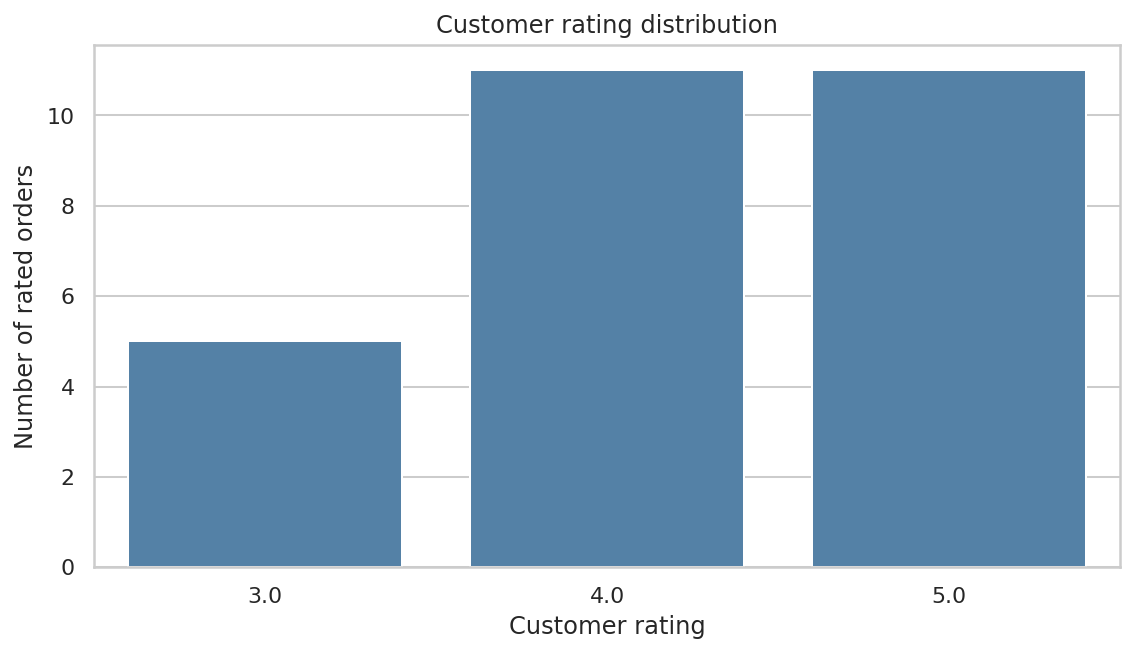 Customer rating distribution
Number of rated orders
10
8
6
4
2
0
3.0 4.0 5.0
Customer rating